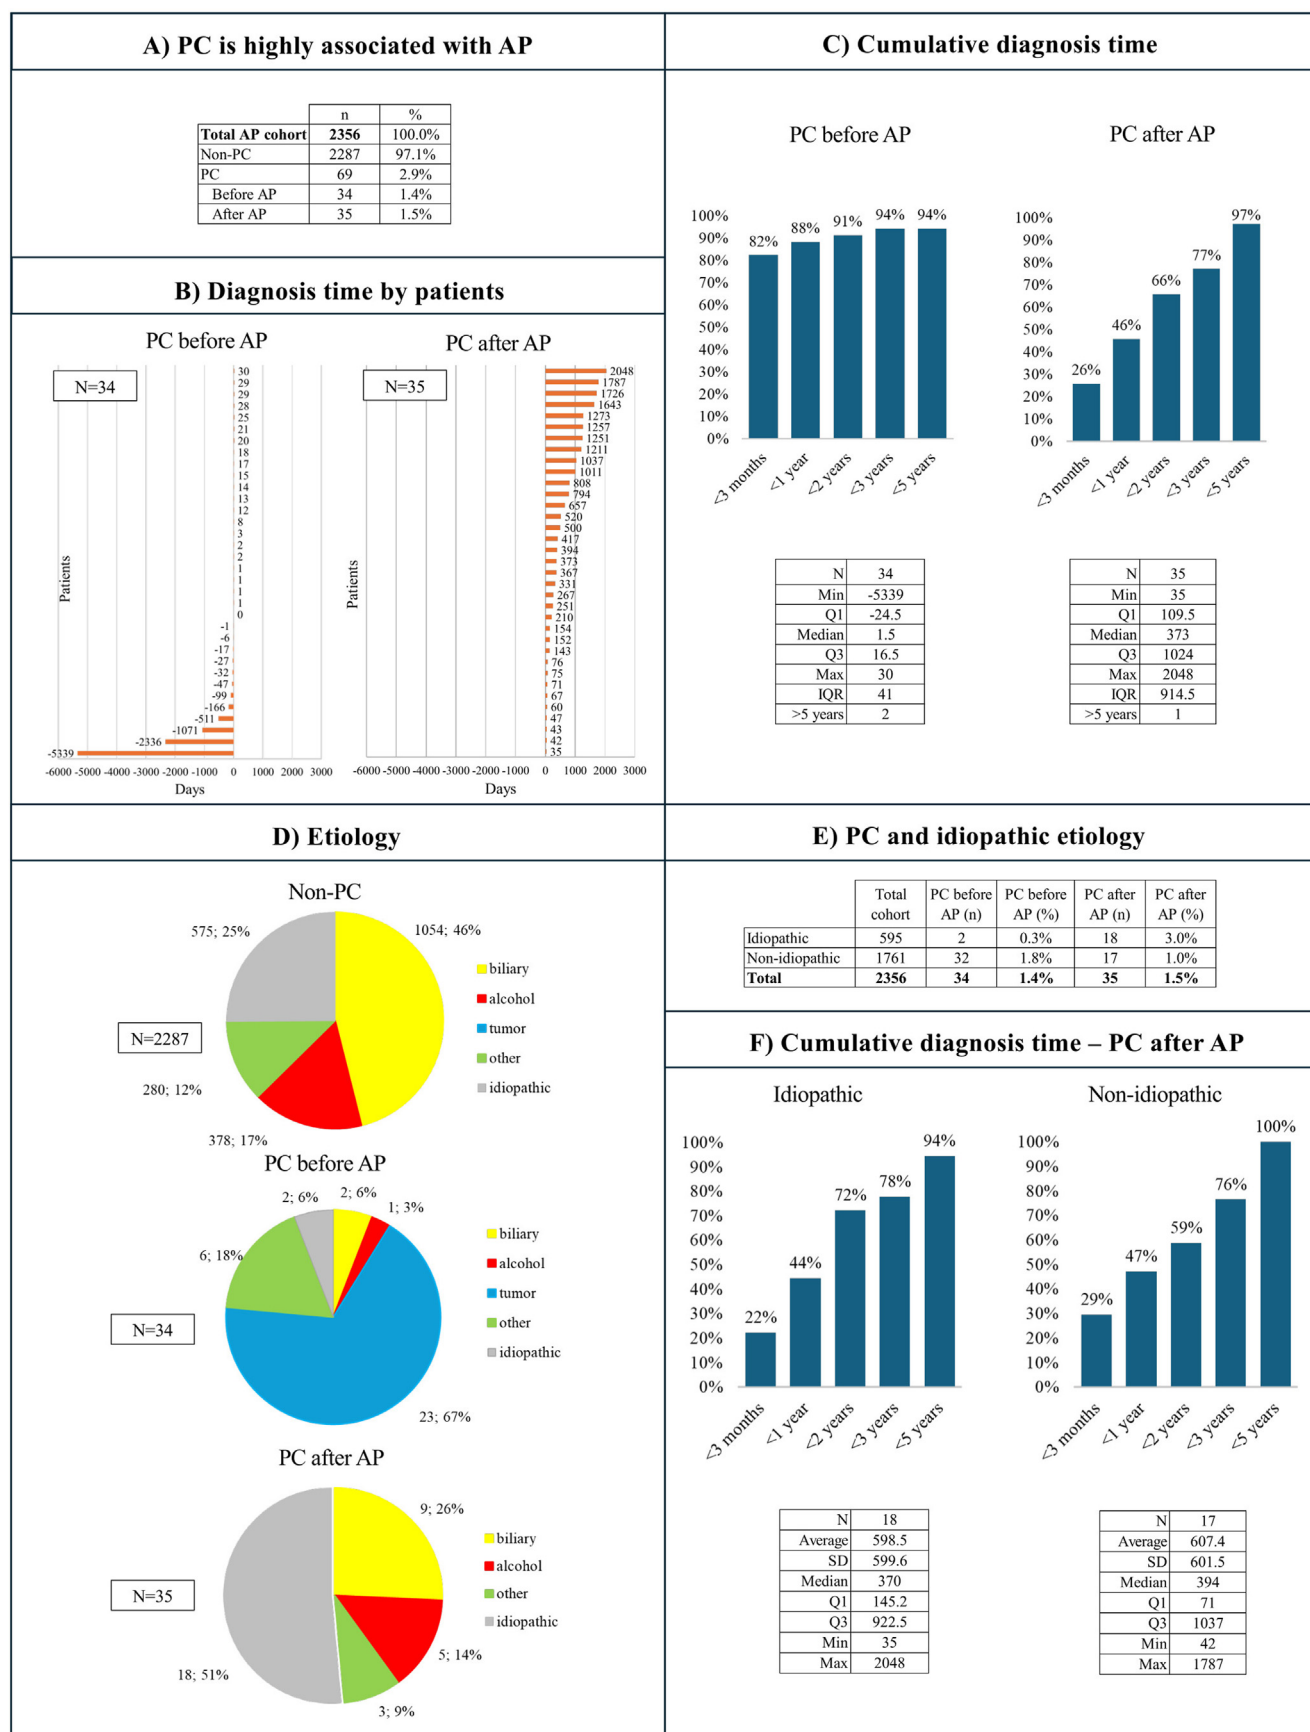 A) PC is highly associated with AP
n %
Total AP cohort 2356 100.0%
Non-PC 2287 97.1%
PC 69 2.9%
Before AP 34 1.4%
After AP 35 1.5%
B) Diagnosis time by patients
PC before AP
N=34
30
29
29
28
25
21
20
18
17
15
14
13
12
8
3
2
2
1
1
1
1
0
-1
-6
-17
-27
-32
-47
-99
-166
-511
-1071
-2336
-5339
Patients
-6000 -5000 -4000 -3000 -2000 -1000 0 1000 2000 3000
Days
PC after AP
N=35
2048
1787
1726
1643
1273
1257
1251
1211
1037
1011
808
794
657
520
500
417
394
373
367
331
267
251
210
154
152
143
76
75
71
67
60
47
43
42
35
Patients
-6000 -5000 -4000 -3000 -2000 -1000 0 1000 2000 3000
Days
C) Cumulative diagnosis time
PC before AP
100%
90%
80%
70%
60%
50%
40%
30%
20%
10%
0%
82% 88% 91% 94% 94%
<3 months <1 year <2 years <3 years <5 years
N 34
Min -5339
Q1 -24.5
Median 1.5
Q3 16.5
Max 30
IQR 41
>5 years 2
PC after AP
100%
90%
80%
70%
60%
50%
40%
30%
20%
10%
0%
26% 46% 66% 77% 97%
<3 months <1 year <2 years <3 years <5 years
N 35
Min 35
Q1 109.5
Median 373
Q3 1024
Max 2048
IQR 914.5
>5 years 1
D) Etiology
Non-PC
575; 25%
1054; 46%
N=2287
280; 12%
378; 17%
biliary
alcohol
tumor
other
idiopathic
PC before AP
2; 6%
2; 6%
1; 3%
6; 18%
N=34
23; 67%
biliary
alcohol
tumor
other
idiopathic
PC after AP
9; 26%
N=35
18; 51%
5; 14%
3; 9%
biliary
alcohol
other
idiopathic
E) PC and idiopathic etiology
Total PC before PC before PC after PC after
cohort AP (n) AP (%) AP (n) AP (%)
Idiopathic 595 2 0.3% 18 3.0%
Non-idiopathic 1761 32 1.8% 17 1.0%
Total 2356 34 1.4% 35 1.5%
F) Cumulative diagnosis time – PC after AP
Idiopathic
100%
90%
80%
70%
60%
50%
40%
30%
20%
10%
0%
22% 44% 72% 78% 94%
<3 months <1 year <2 years <3 years <5 years
N 18
Average 598.5
SD 599.6
Median 370
Q1 145.2
Q3 922.5
Min 35
Max 2048
Non-idiopathic
100%
90%
80%
70%
60%
50%
40%
30%
20%
10%
0%
29% 47% 59% 76% 100%
<3 months <1 year <2 years <3 years <5 years
N 17
Average 607.4
SD 601.5
Median 394
Q1 71
Q3 1037
Min 42
Max 1787